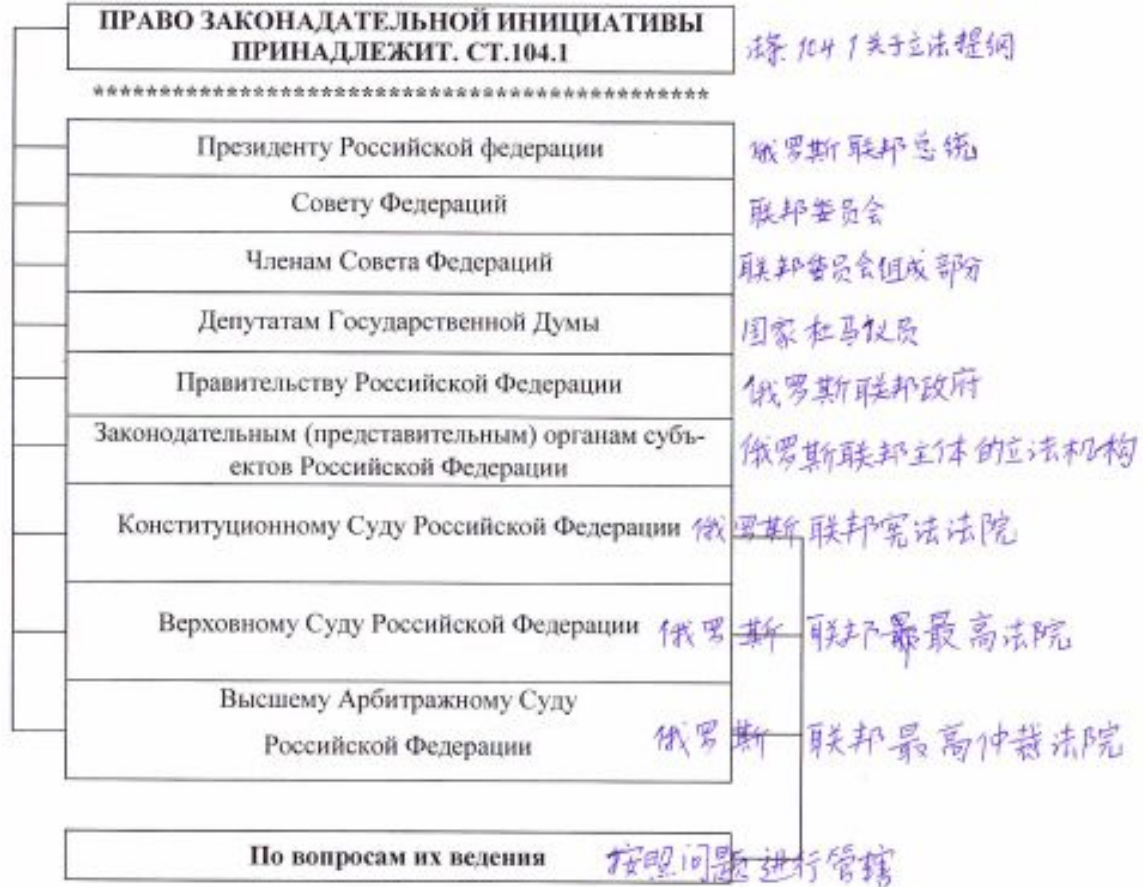 ПРАВО ЗАКОНАДАТЕЛЬНОЙ ИНИЦИАТИВЫ
ПРИНАДЛЕЖИТ. СТ.104.1
法条 104 1 关于立法提纲
**********************************************
Президенту Российской федерации 俄罗斯联邦总统
Совету Федераций 联邦委员会
Членам Совета Федераций 联邦委员会组成部分
Депутатам Государственной Думы 国家杜马议员
Правительству Российской Федерации 俄罗斯联邦政府
Законодательным (представительным) органам субъ-
ектов Российской Федерации
俄罗斯联邦主体的立法机构
Конституционному Суду Российской Федерации 俄罗斯联邦宪法法院
Верховному Суду Российской Федерации 俄罗斯联邦最高法院
Высшему Арбитражному Суду
Российской Федерации 俄罗斯联邦最高仲裁法院
По вопросам их ведения 按照问题进行管辖